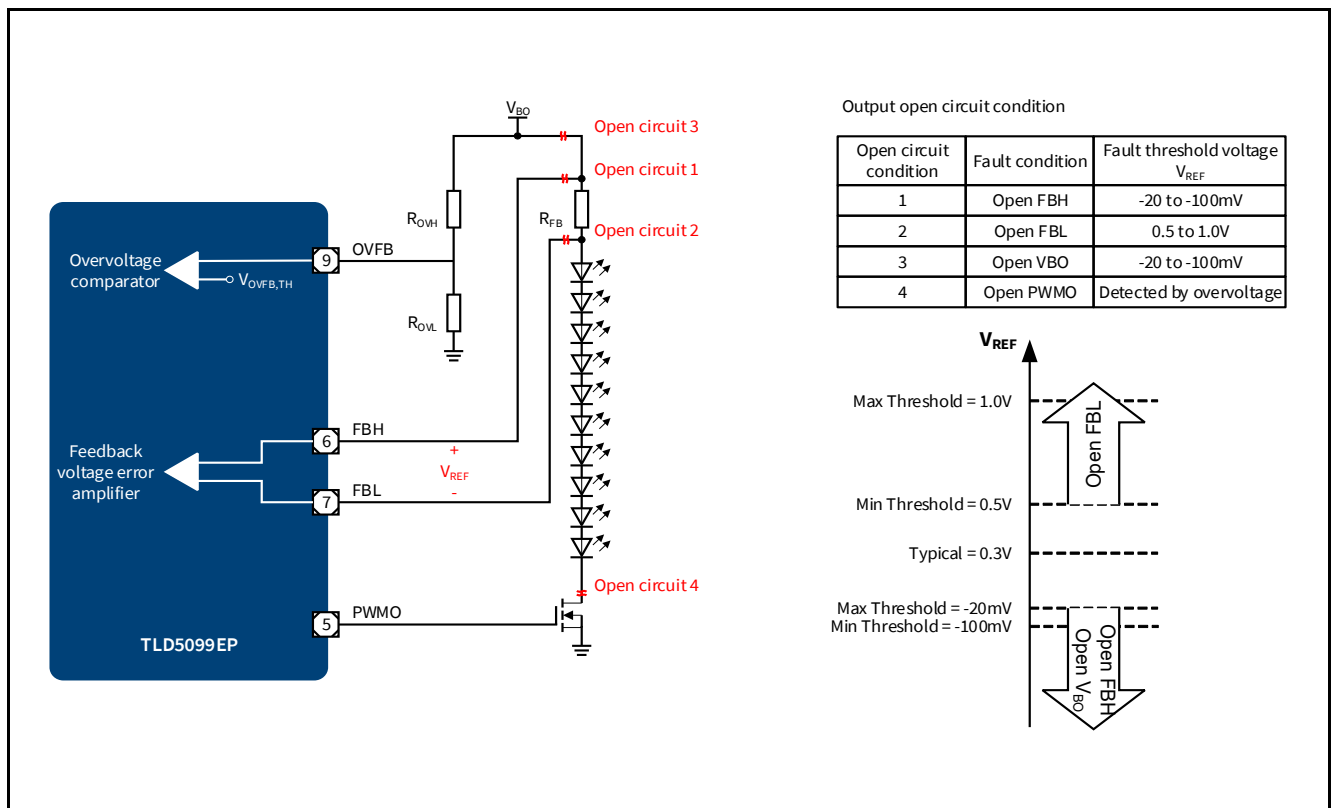 V_BO
Open circuit 3
Open circuit 1
R_OVH
R_FB
Open circuit 2
9
OVFB
Overvoltage
comparator
V_OVFB,TH
R_OVL
6
FBH
Feedback
voltage error
amplifier
+
V_REF
-
7
FBL
Open circuit 4
5
PWMO
TLD5099EP
Output open circuit condition
Open circuit condition
Fault condition
Fault threshold voltage V_REF
1
Open FBH
-20 to -100mV
2
Open FBL
0.5 to 1.0V
3
Open VBO
-20 to -100mV
4
Open PWMO
Detected by overvoltage
V_REF
Max Threshold = 1.0V
Open FBL
Min Threshold = 0.5V
Typical = 0.3V
Max Threshold = -20mV
Min Threshold = -100mV
Open FBH
Open V_BO